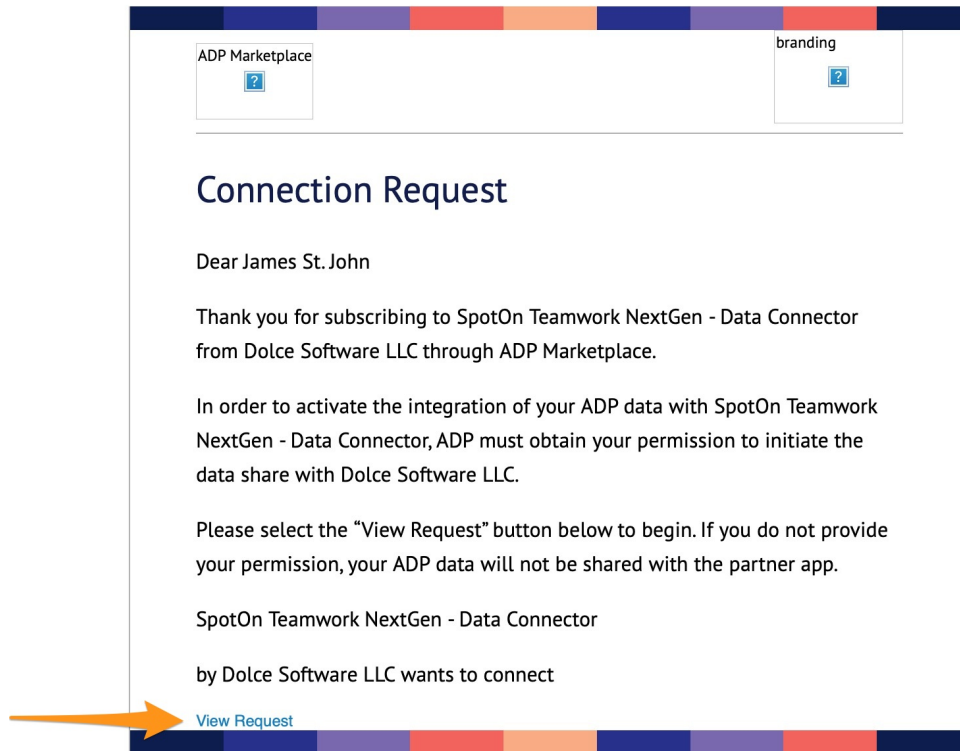 ADP Marketplace
branding
Connection Request
Dear James St. John
Thank you for subscribing to SpotOn Teamwork NextGen - Data Connector
from Dolce Software LLC through ADP Marketplace.
In order to activate the integration of your ADP data with SpotOn Teamwork
NextGen - Data Connector, ADP must obtain your permission to initiate the
data share with Dolce Software LLC.
Please select the “View Request” button below to begin. If you do not provide
your permission, your ADP data will not be shared with the partner app.
SpotOn Teamwork NextGen - Data Connector
by Dolce Software LLC wants to connect
View Request